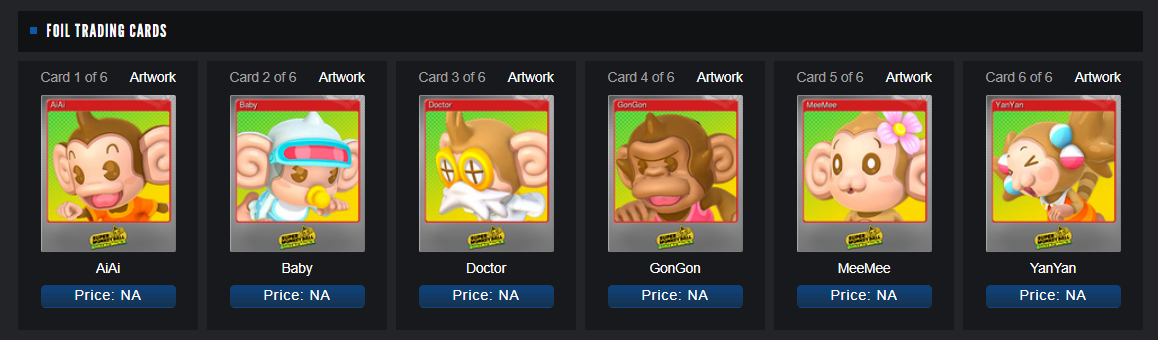 FOIL TRADING CARDS
Card 1 of 6 Artwork
AiAi
AiAi
Price: NA
Card 2 of 6 Artwork
Baby
Baby
Price: NA
Card 3 of 6 Artwork
Doctor
Doctor
Price: NA
Card 4 of 6 Artwork
GonGon
GonGon
Price: NA
Card 5 of 6 Artwork
MeeMee
MeeMee
Price: NA
Card 6 of 6 Artwork
YanYan
YanYan
Price: NA